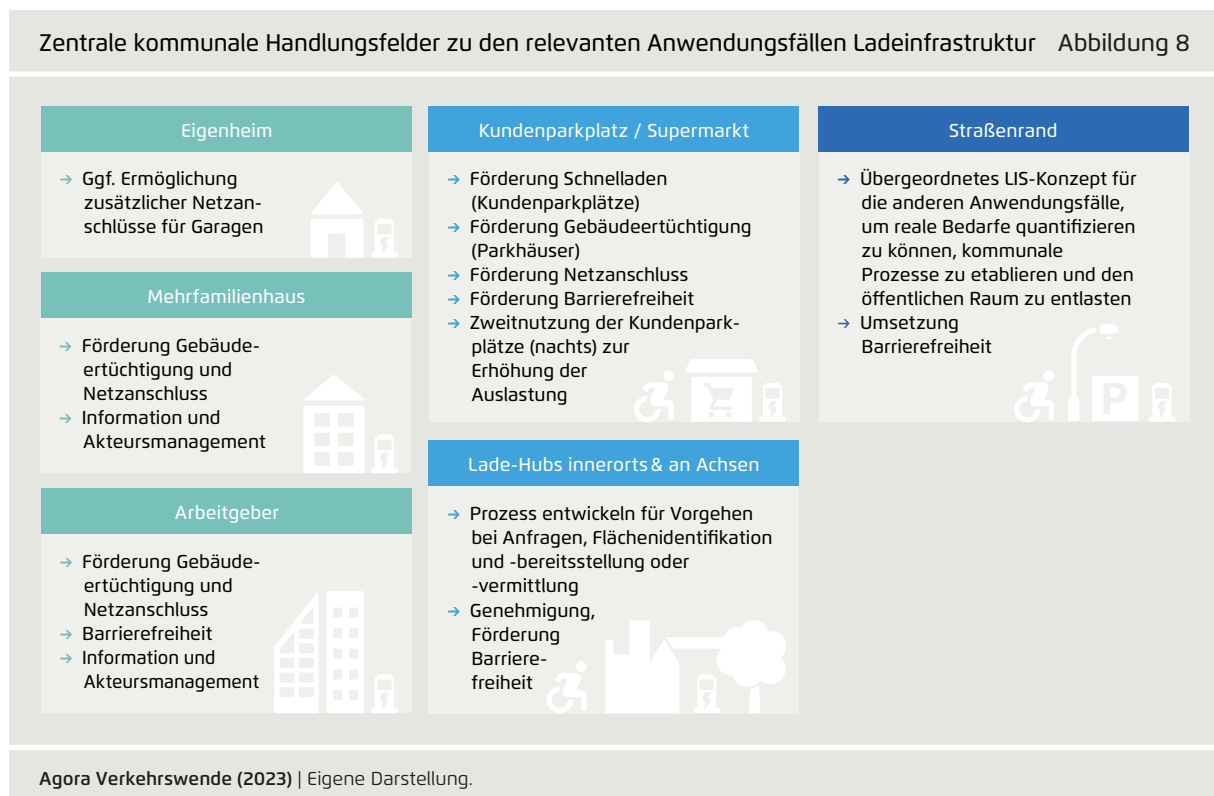 Zentrale kommunale Handlungsfelder zu den relevanten Anwendungsfällen Ladeinfrastruktur Abbildung 8
Eigenheim
→ Ggf. Ermöglichung
zusätzlicher Netzan-
schlüsse für Garagen
Mehrfamilienhaus
→ Förderung Gebäude-
ertüchtigung und
Netzanschluss
→ Information und
Akteursmanagement
Arbeitgeber
→ Förderung Gebäude-
ertüchtigung und
Netzanschluss
→ Barrierefreiheit
→ Information und
Akteursmanagement
Kundenparkplatz / Supermarkt
→ Förderung Schnelladen
(Kundenparkplätze)
→ Förderung Gebäudeertüchtigung
(Parkhäuser)
→ Förderung Netzanschluss
→ Förderung Barrierefreiheit
→ Zweitnutzung der Kundenpark-
plätze (nachts) zur
Erhöhung der
Auslastung
Lade-Hubs innerorts & an Achsen
→ Prozess entwickeln für Vorgehen
bei Anfragen, Flächenidentifikation
und -bereitsstellung oder
-vermittlung
→ Genehmigung,
Förderung
Barriere-
freiheit
Straßenrand
→ Übergeordnetes LIS-Konzept für
die anderen Anwendungsfälle,
um reale Bedarfe quantifizieren
zu können, kommunale
Prozesse zu etablieren und den
öffentlichen Raum zu entlasten
→ Umsetzung
Barrierefreiheit
P
Agora Verkehrswende (2023) | Eigene Darstellung.